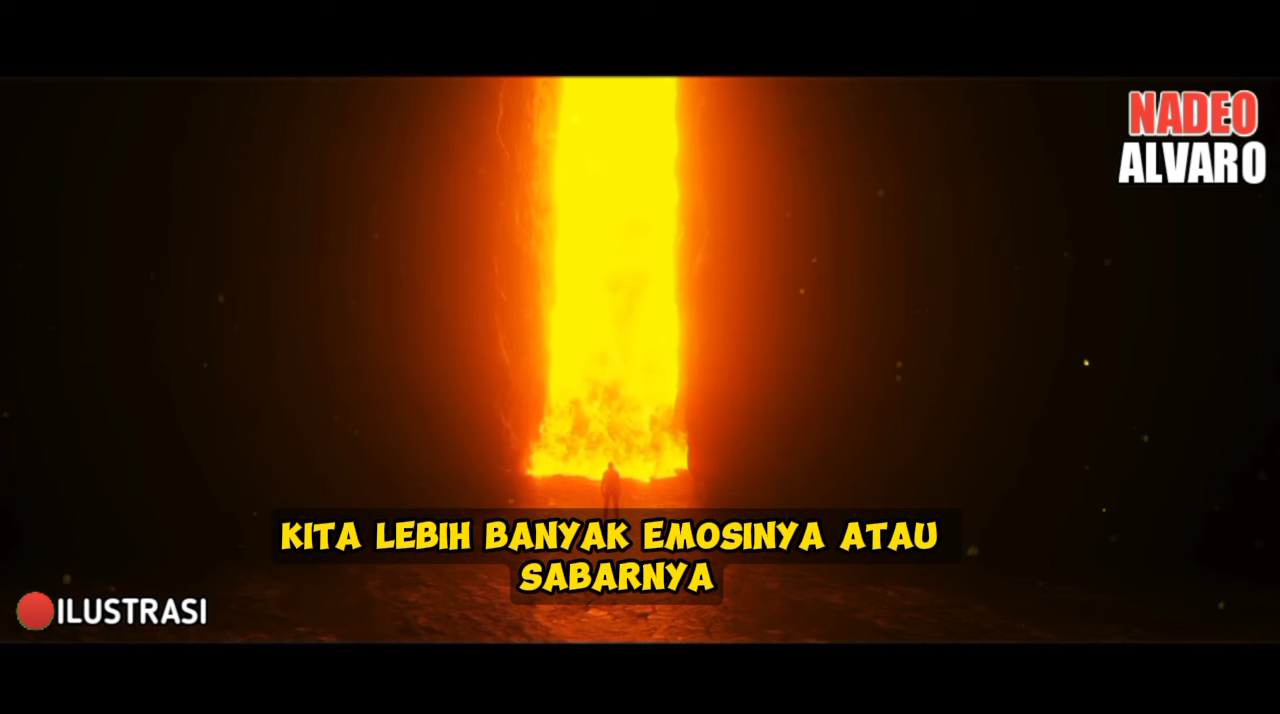 NADEO
ALVARO
KITA LEBIH BANYAK EMOSINYA ATAU
SABARNYA
ILUSTRASI